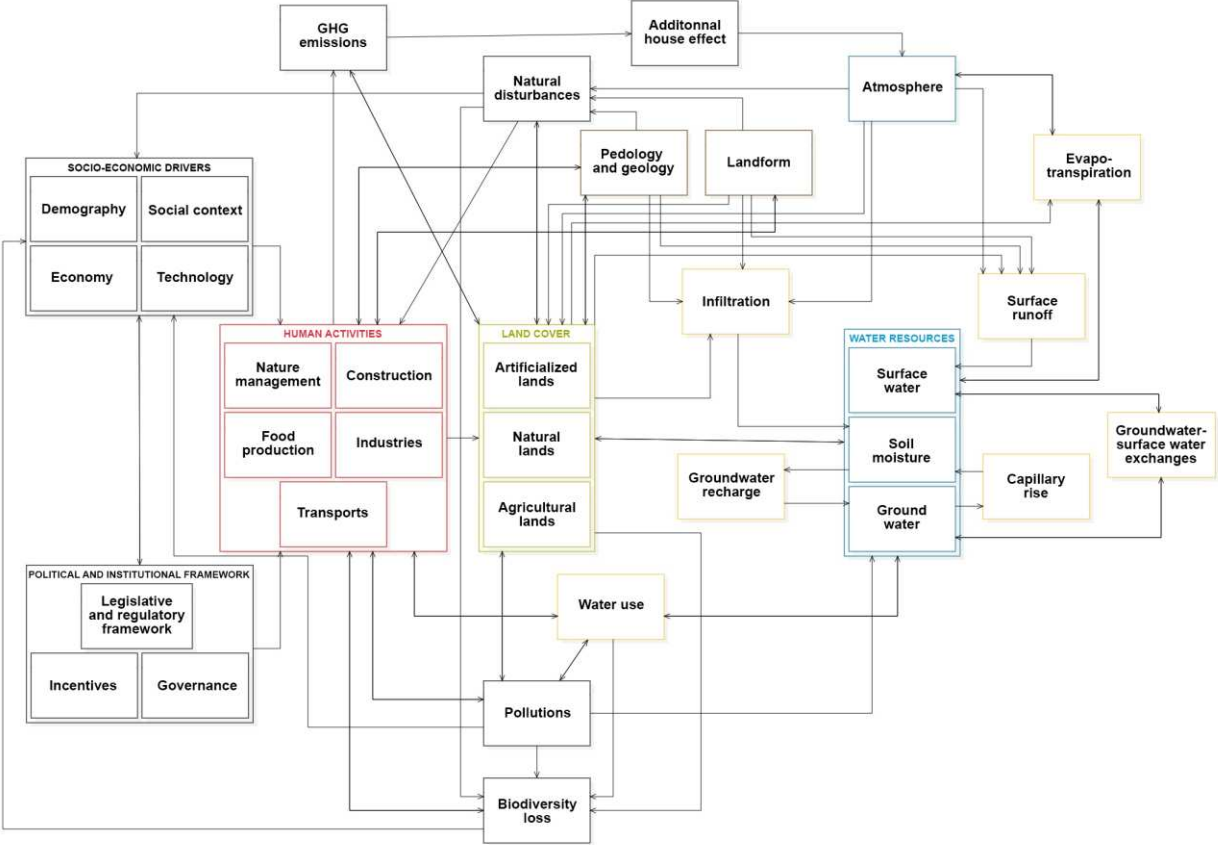 GHG
emissions
Additonnal
house effect
Natural
disturbances
Atmosphere
Pedology
and geology
Landform
Evapo-
transpiration
SOCIO-ECONOMIC DRIVERS
Demography
Social context
Economy
Technology
Infiltration
Surface
runoff
HUMAN ACTIVITIES
Nature
management
Construction
Food
production
Industries
Transports
LAND COVER
Artificialized
lands
Natural
lands
Agricultural
lands
WATER RESOURCES
Surface
water
Soil
moisture
Ground
water
Groundwater
recharge
Capillary
rise
Groundwater-
surface water
exchanges
POLITICAL AND INSTITUTIONAL FRAMEWORK
Legislative
and regulatory
framework
Incentives
Governance
Water use
Pollutions
Biodiversity
loss